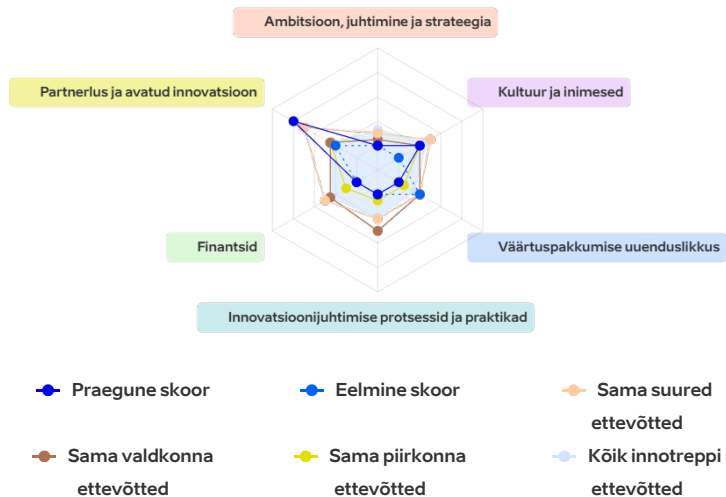 Ambitsioon, juhtimine ja strateegia
Partnerlus ja avatud innovatsioon
Kultuur ja inimesed
Finantsid
Väärtuspakkumise uuenduslikkus
Innovatsioonijuhtimise protsessid ja praktikad
Praegune skoor
Eelmine skoor
Sama suured
ettevõtted
Sama valdkonna
ettevõtted
Sama piirkonna
ettevõtted
Kõik innotreppi
ettevõtted